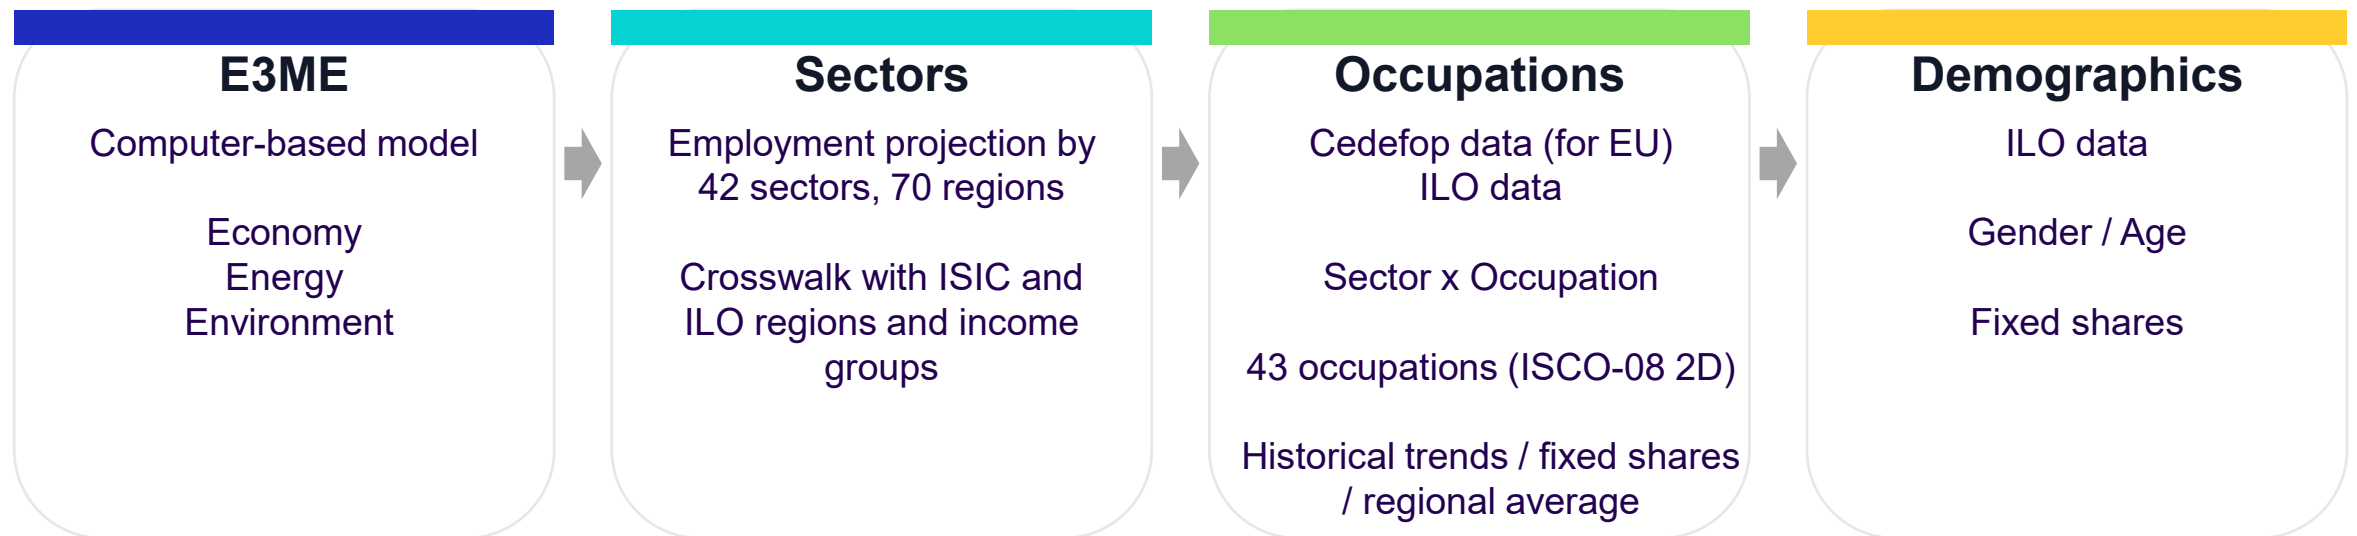 E3ME
Computer-based model
Economy
Energy
Environment
Sectors
Employment projection by
42 sectors, 70 regions
Crosswalk with ISIC and
ILO regions and income
groups
Occupations
Cedefop data (for EU)
ILO data
Sector x Occupation
43 occupations (ISCO-08 2D)
Historical trends / fixed shares
/ regional average
Demographics
ILO data
Gender / Age
Fixed shares